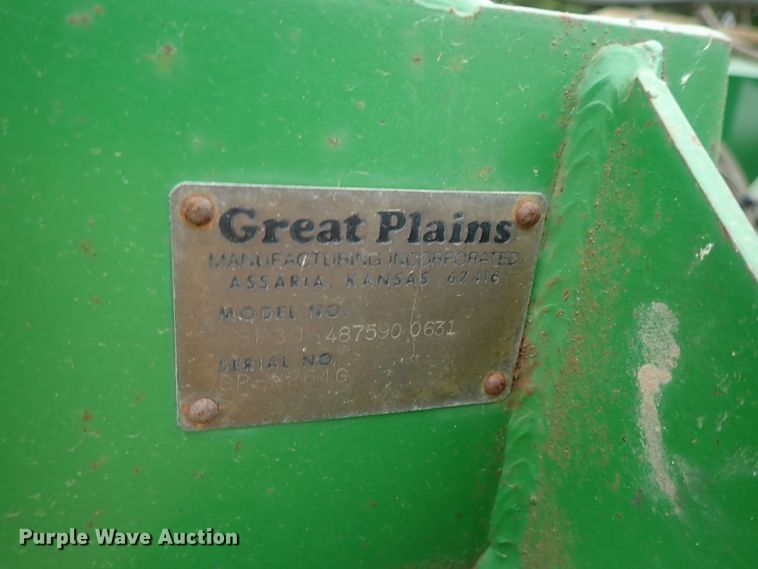 Great Plains
MANUFACTURING INCORPORATED
ASSARIA, KANSAS 67416
MODEL NO.
487590 0631
SERIAL NO.
Purple Wave Auction